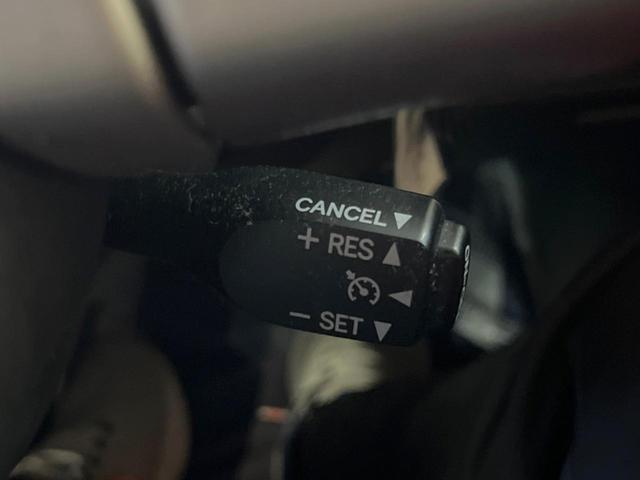 CANCEL▼
+ RES▲
◀
− SET▼